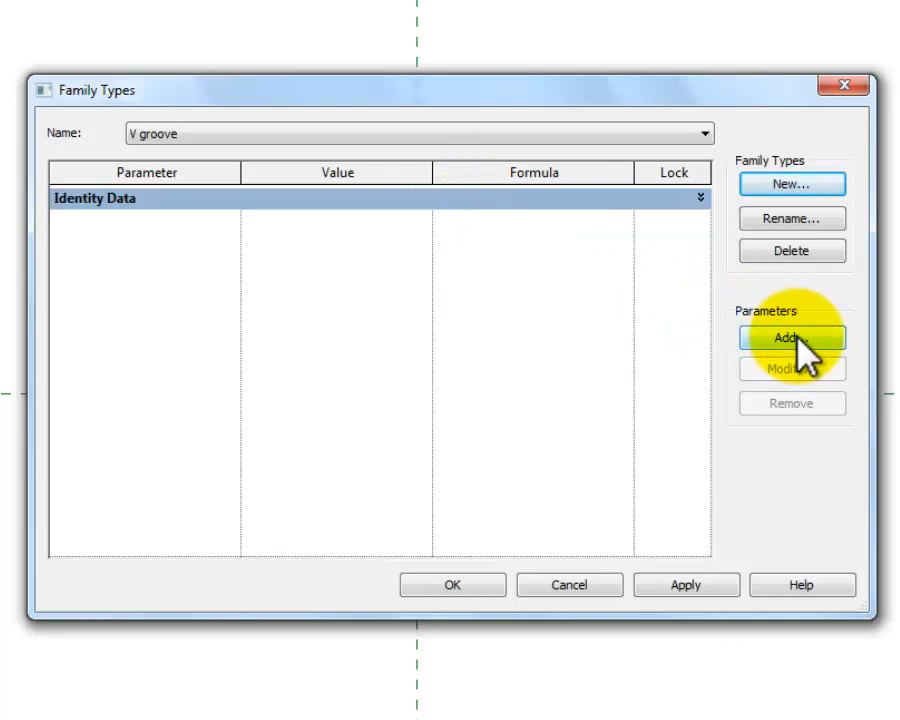 Family Types
Name:
V groove
Parameter
Value
Formula
Lock
Identity Data
Family Types
New...
Rename...
Delete
Parameters
Add...
Remove
OK
Cancel
Apply
Help